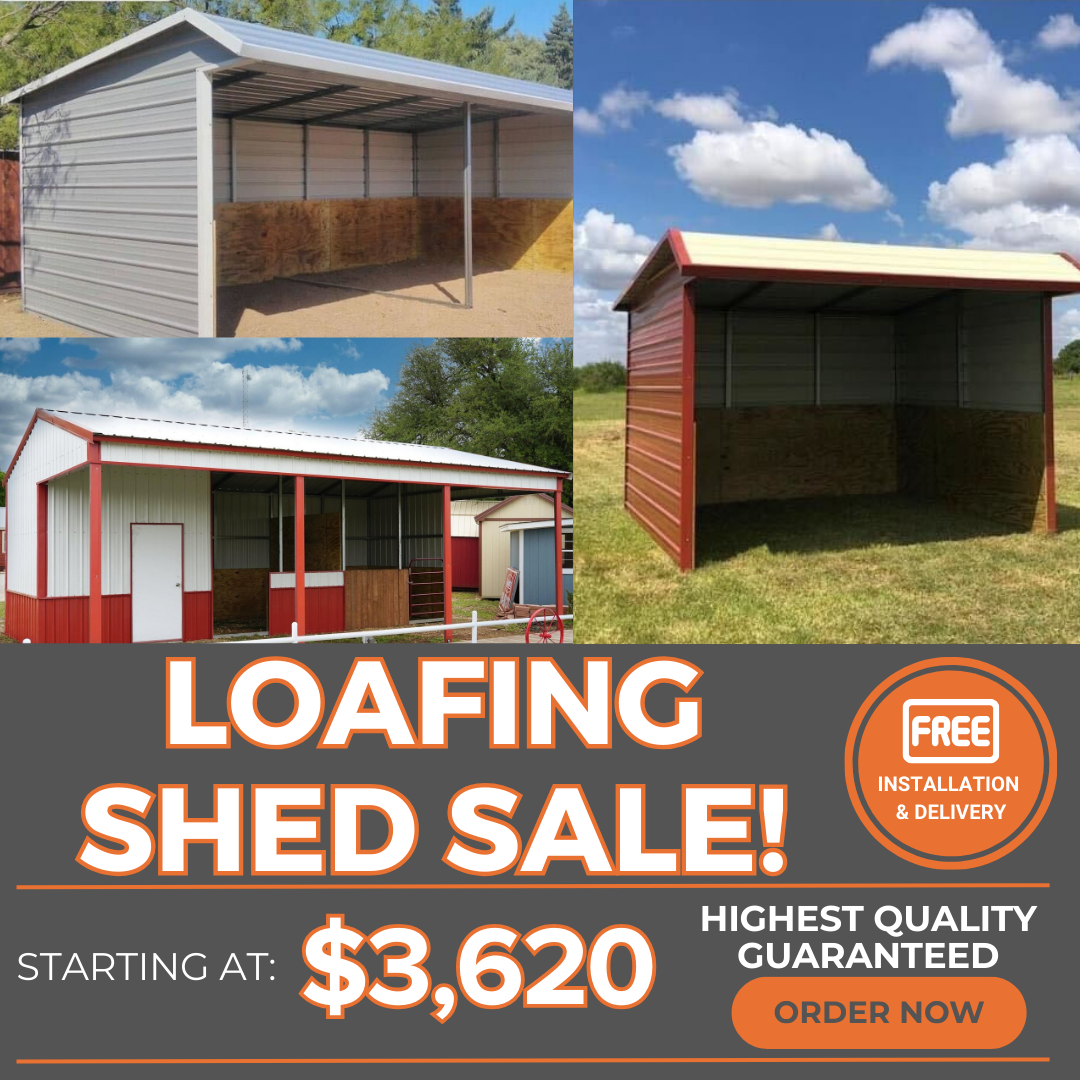 LOAFING
SHED SALE!
FREE
INSTALLATION
& DELIVERY
STARTING AT:
$3,620
HIGHEST QUALITY
GUARANTEED
ORDER NOW